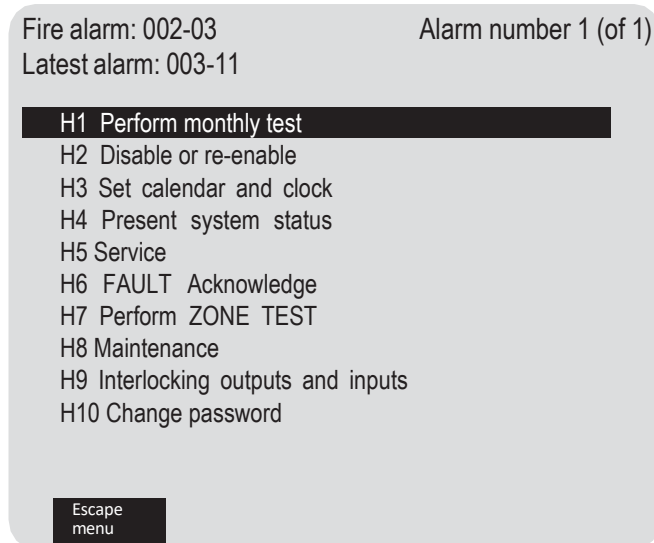 Fire alarm: 002-03 Alarm number 1 (of 1)
Latest alarm: 003-11
H1 Perform monthly test
H2 Disable or re-enable
H3 Set calendar and clock
H4 Present system status
H5 Service
H6 FAULT Acknowledge
H7 Perform ZONE TEST
H8 Maintenance
H9 Interlocking outputs and inputs
H10 Change password
Escape
menu